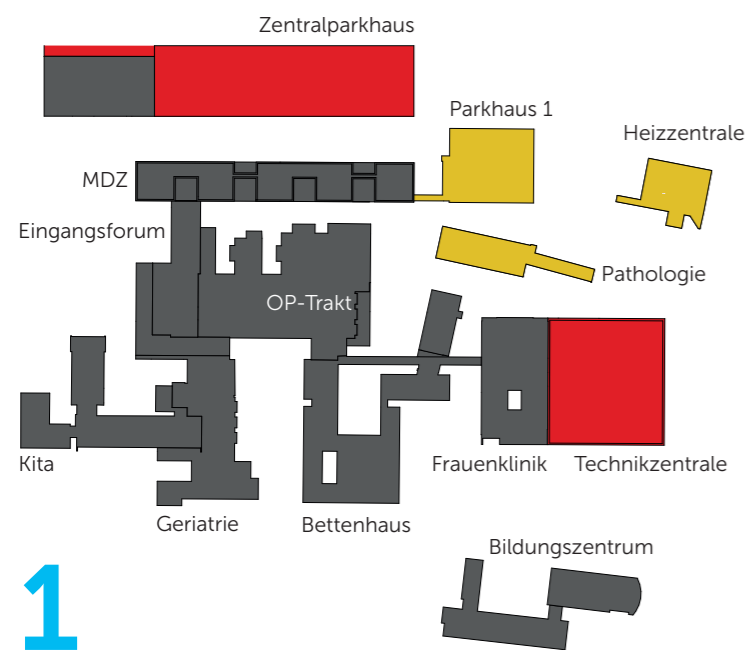 Zentralparkhaus
Parkhaus 1
Heizzentrale
MDZ
Eingangsforum
Pathologie
OP-Trakt
Kita
Frauenklinik
Technikzentrale
Geriatrie
Bettenhaus
Bildungszentrum
1